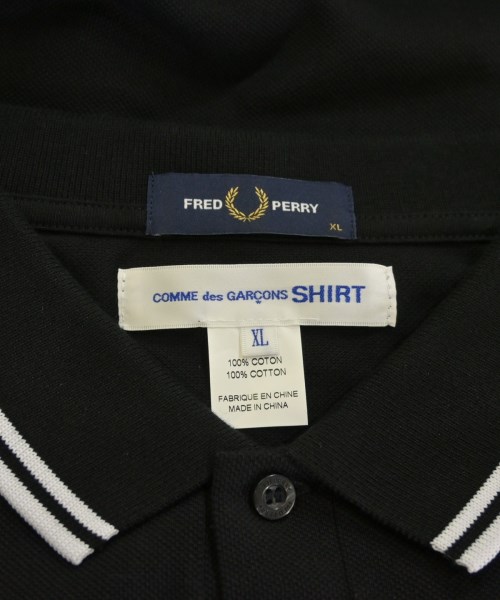 FRED PERRY
XL
COMME des GARÇONS SHIRT
XL
100% COTON
100% COTTON
FABRIQUE EN CHINE
MADE IN CHINA